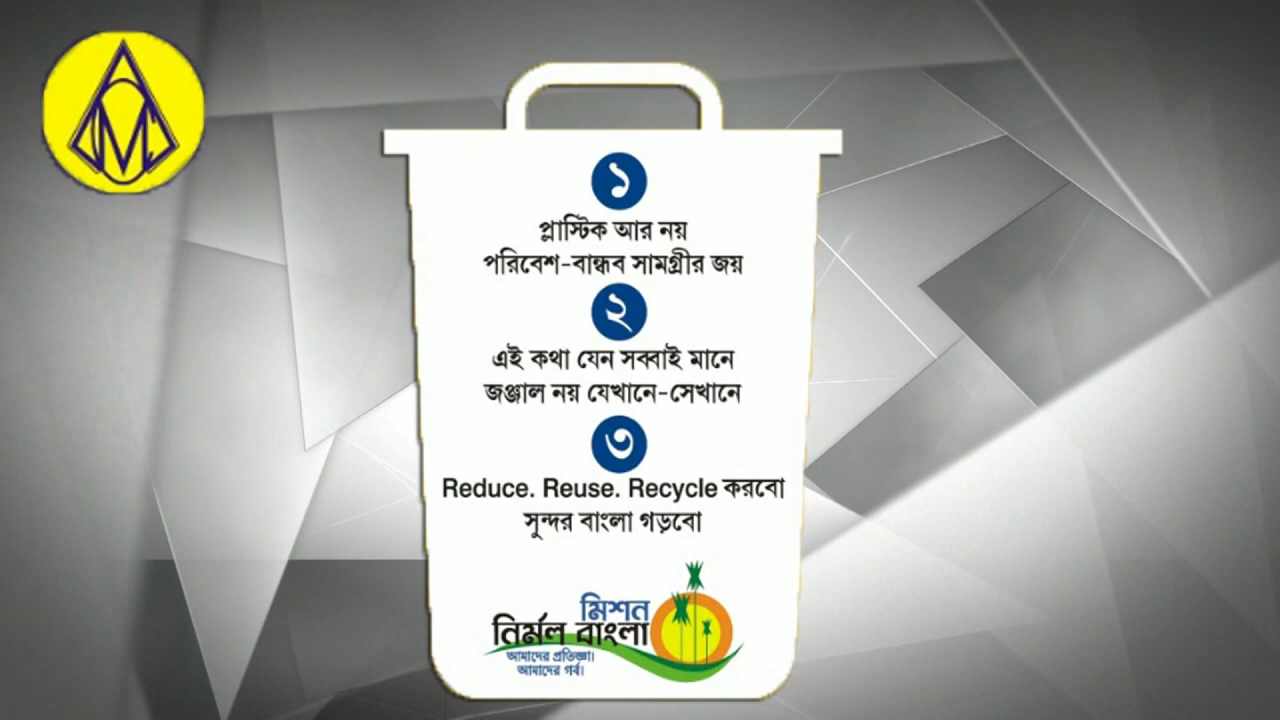 ১
প্লাস্টিক আর নয়
পরিবেশ-বান্ধব সামগ্রীর জয়
২
এই কথা যেন সব্বাই মানে
জঞ্জাল নয় যেখানে-সেখানে
৩
Reduce. Reuse. Recycle করবো
সুন্দর বাংলা গড়বো
মিশন
নির্মল বাংলা
আমাদের প্রতিজ্ঞা।
আমাদের গর্ব।